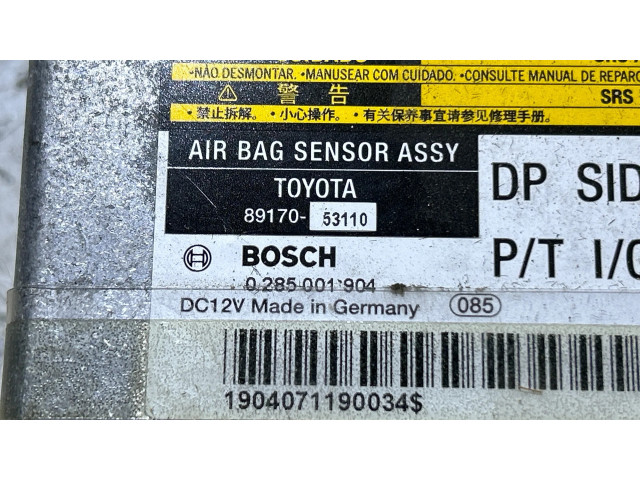 •NÃO DESMONTAR. •MANUSEAR COM CUIDADO. •CONSULTE MANUAL DE REPARO
警告 SRS
•禁止拆解。 •小心操作。 •有关保养事宜请参见修理手册。
AIR BAG SENSOR ASSY
TOYOTA
89170- 53110
DP SID
P/T I/
BOSCH
0 285 001 904
DC12V Made in Germany 085
1904071190034$